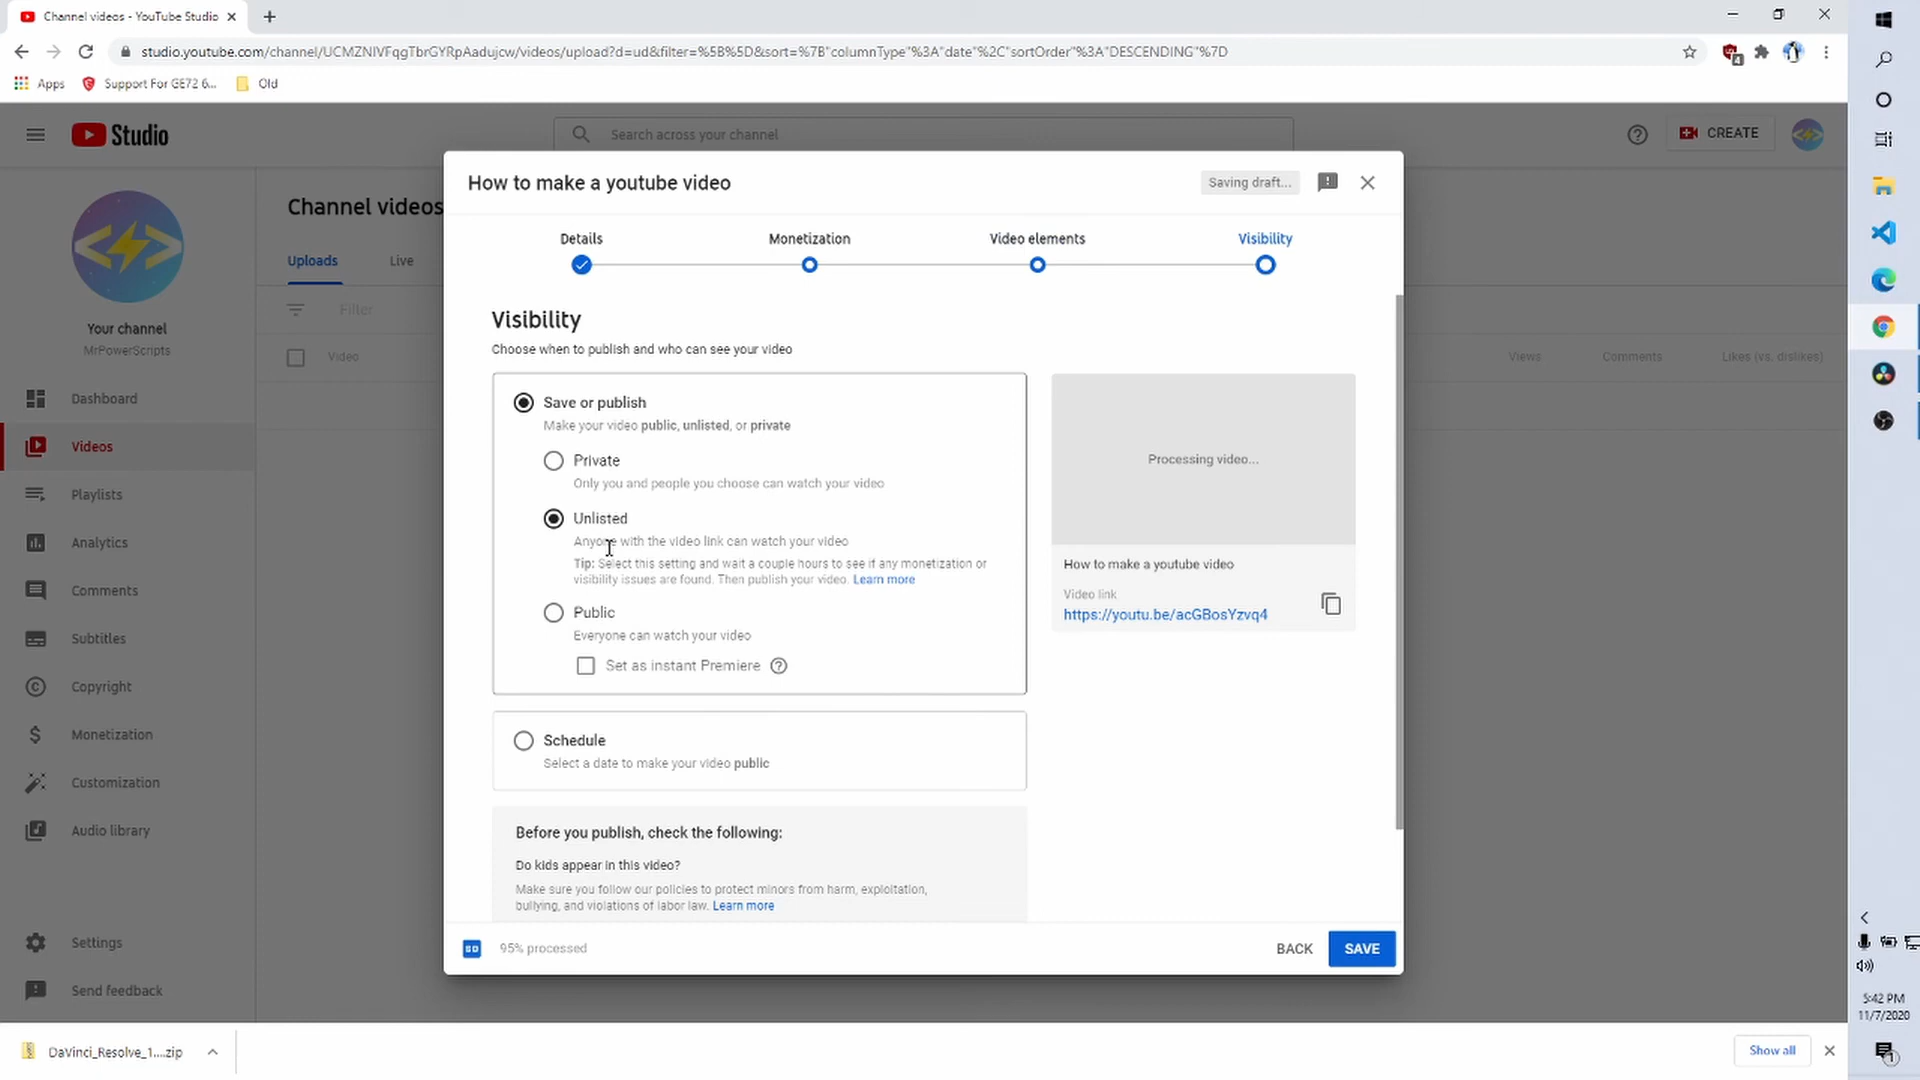 Channel videos - YouTube Studio
studio.youtube.com/channel/UCMZNIVFqgTbrGYRpAadujcw/videos/upload?d=ud&filter=%5B%5D&sort=%7B"columnType"%3A"date"%2C"sortOrder"%3A"DESCENDING"%7D
4
Apps
Support For GE72 6...
Old
Studio
Search across your channel
CREATE
Your channel
MrPowerScripts
Dashboard
Videos
Playlists
Analytics
Comments
Subtitles
Copyright
Monetization
Customization
Audio library
Settings
Send feedback
Channel videos
Uploads
Live
Filter
Video
Views
Comments
Likes (vs. dislikes)
How to make a youtube video
Saving draft...
Details
Monetization
Video elements
Visibility
Visibility
Choose when to publish and who can see your video
Save or publish
Make your video public, unlisted, or private
Private
Only you and people you choose can watch your video
Unlisted
Anyone with the video link can watch your video
Tip: Select this setting and wait a couple hours to see if any monetization or
visibility issues are found. Then publish your video. Learn more
Public
Everyone can watch your video
Set as instant Premiere
Schedule
Select a date to make your video public
Before you publish, check the following:
Do kids appear in this video?
Make sure you follow our policies to protect minors from harm, exploitation,
bullying, and violations of labor law. Learn more
Processing video...
How to make a youtube video
Video link
https://youtu.be/acGBosYzvq4
SD
95% processed
BACK
SAVE
DaVinci_Resolve_1....zip
Show all
5:42 PM
11/7/2020
1